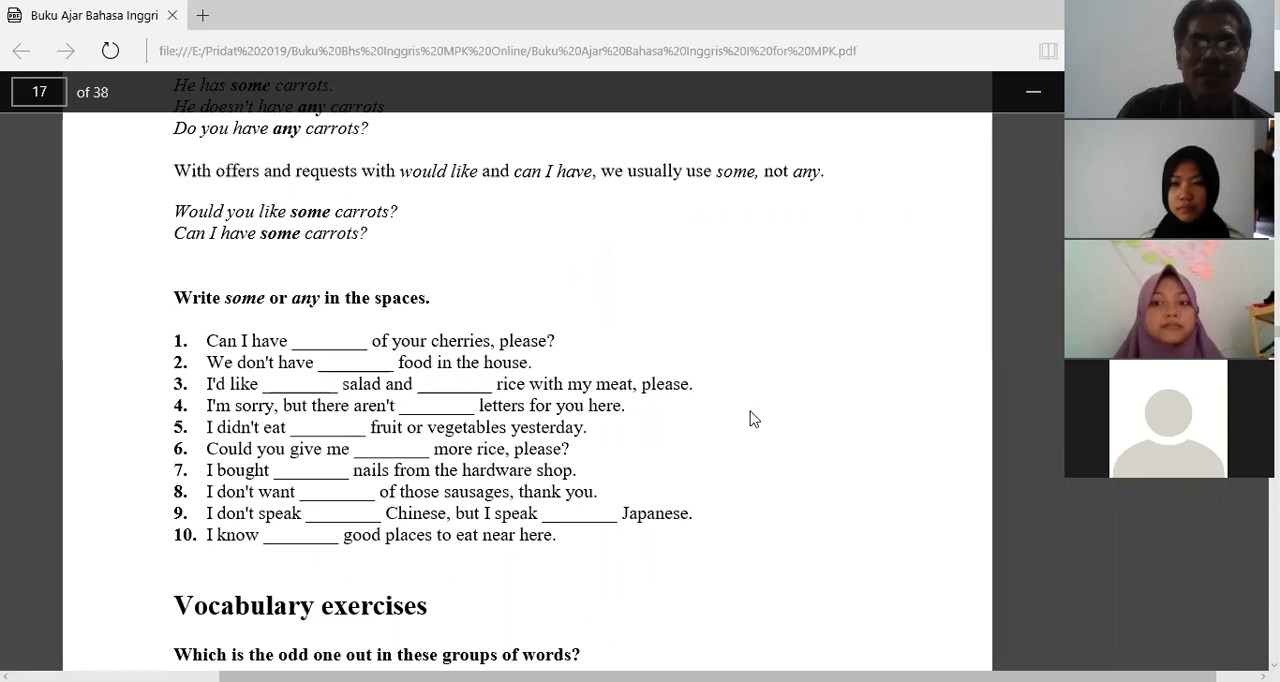 Buku Ajar Bahasa Inggri
file:///E:/Pridat%202019/Buku%20Bhs%20Inggris%20MPK%20Online/Buku%20Ajar%20Bahasa%20Inggris%20I%20for%20MPK.pdf
17 of 38
He has some carrots.
He doesn't have any carrots
Do you have any carrots?
With offers and requests with would like and can I have, we usually use some, not any.
Would you like some carrots?
Can I have some carrots?
Write some or any in the spaces.
1. Can I have ________ of your cherries, please?
2. We don't have ________ food in the house.
3. I'd like ________ salad and ________ rice with my meat, please.
4. I'm sorry, but there aren't ________ letters for you here.
5. I didn't eat ________ fruit or vegetables yesterday.
6. Could you give me ________ more rice, please?
7. I bought ________ nails from the hardware shop.
8. I don't want ________ of those sausages, thank you.
9. I don't speak ________ Chinese, but I speak ________ Japanese.
10. I know ________ good places to eat near here.
Vocabulary exercises
Which is the odd one out in these groups of words?